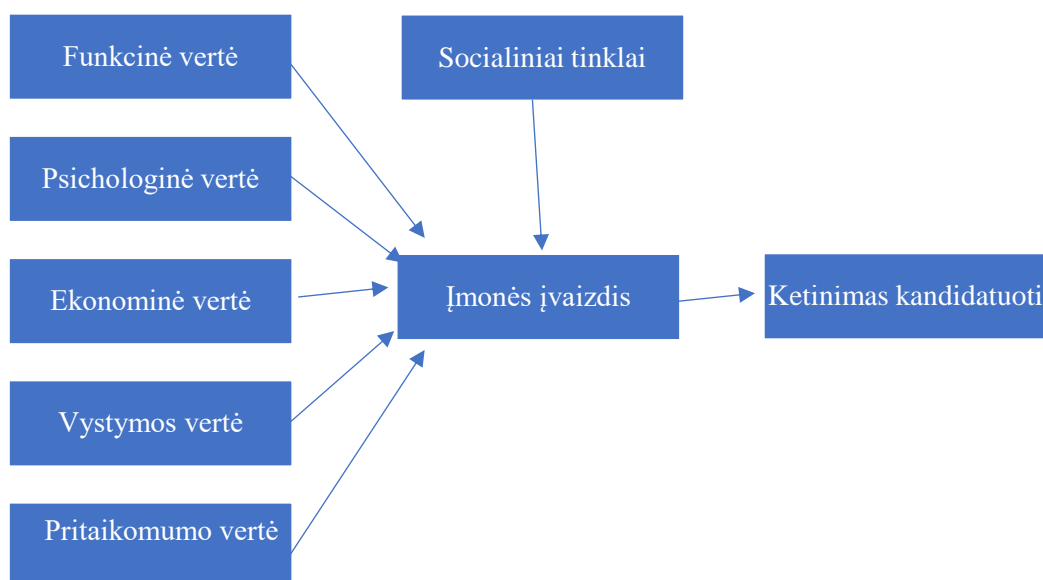 Funkcinė vertė
Socialiniai tinklai
Psichologinė vertė
Ekonominė vertė
Įmonės įvaizdis
Ketinimas kandidatuoti
Vystymos vertė
Pritaikomumo vertė